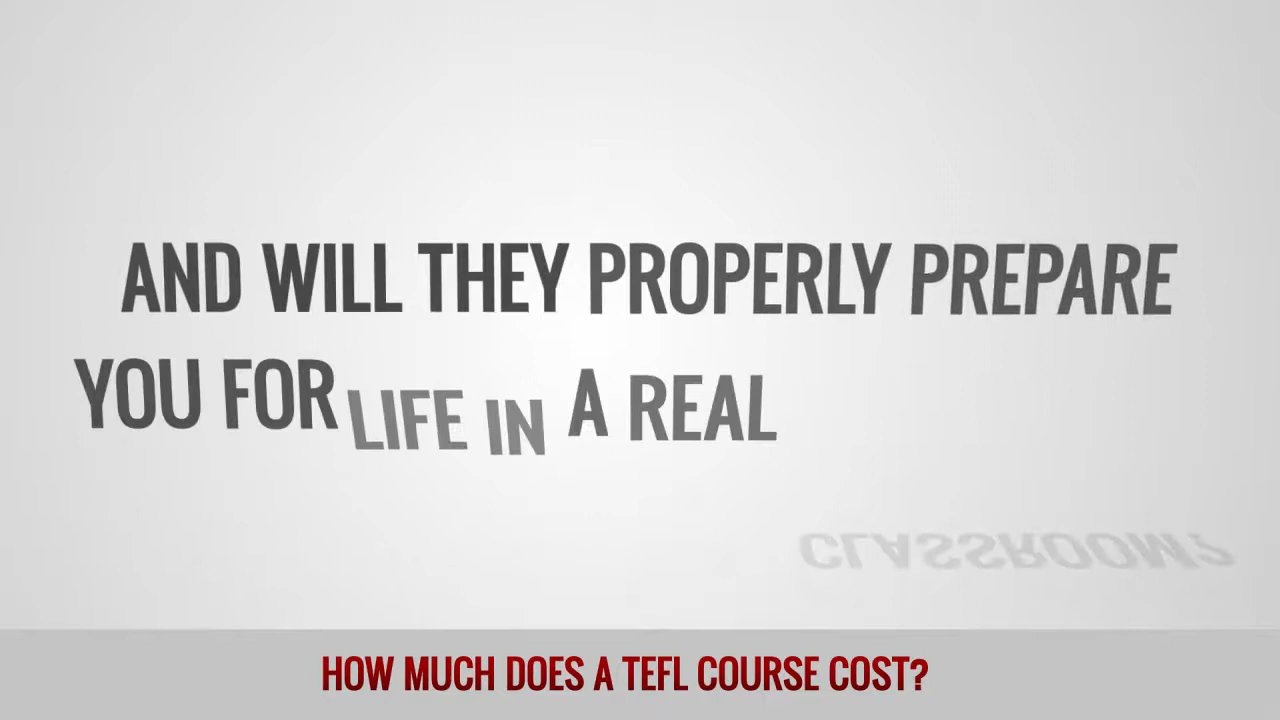 AND WILL THEY PROPERLY PREPARE
YOU FOR LIFE IN A REAL
CLASSROOM?
HOW MUCH DOES A TEFL COURSE COST?